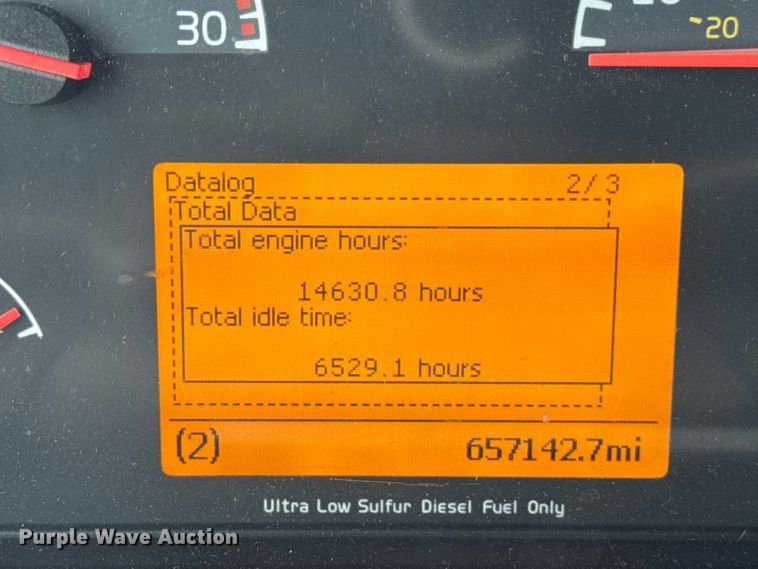 30
-20
Datalog 2/3
Total Data
Total engine hours:
14630.8 hours
Total idle time:
6529.1 hours
(2) 657142.7mi
Ultra Low Sulfur Diesel Fuel Only
Purple Wave Auction